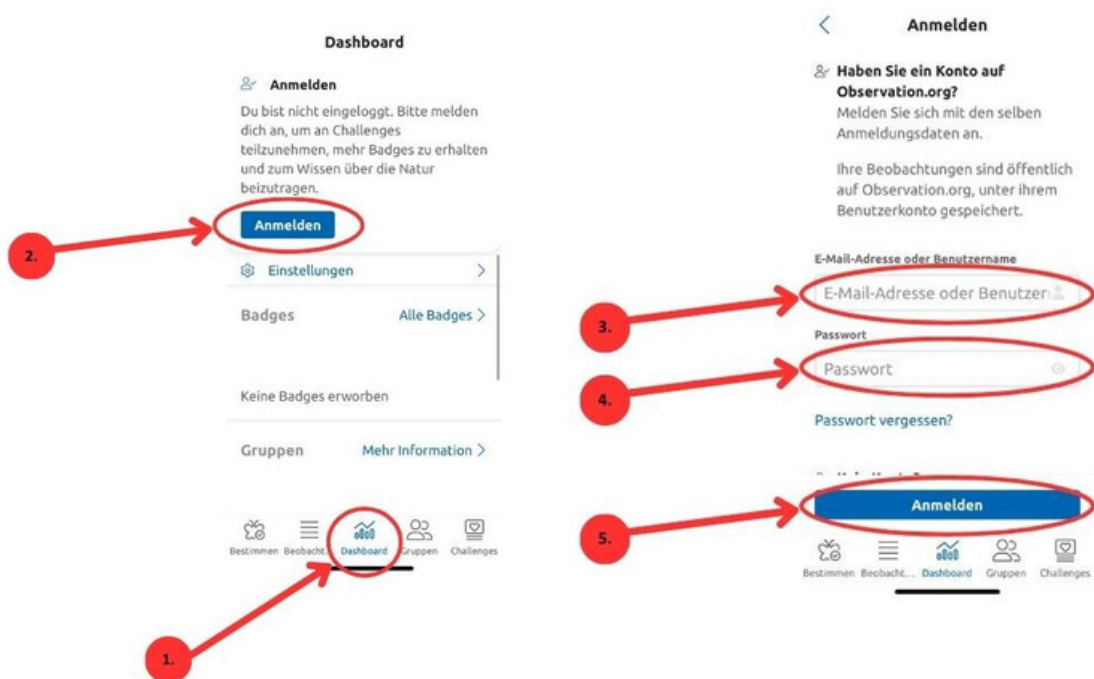 Dashboard
Anmelden
Du bist nicht eingeloggt. Bitte melden
dich an, um an Challenges
teilzunehmen, mehr Badges zu erhalten
und zum Wissen über die Natur
beizutragen.
Anmelden
2.
Einstellungen
Badges
Alle Badges
Keine Badges erworben
Gruppen
Mehr Information
Bestimmen Beobacht... Dashboard Gruppen Challenges
1.
Anmelden
Haben Sie ein Konto auf
Observation.org?
Melden Sie sich mit den selben
Anmeldungsdaten an.
Ihre Beobachtungen sind öffentlich
auf Observation.org, unter ihrem
Benutzerkonto gespeichert.
E-Mail-Adresse oder Benutzername
E-Mail-Adresse oder Benutzer
3.
Passwort
Passwort
4.
Passwort vergessen?
Anmelden
5.
Bestimmen Beobacht... Dashboard Gruppen Challenges